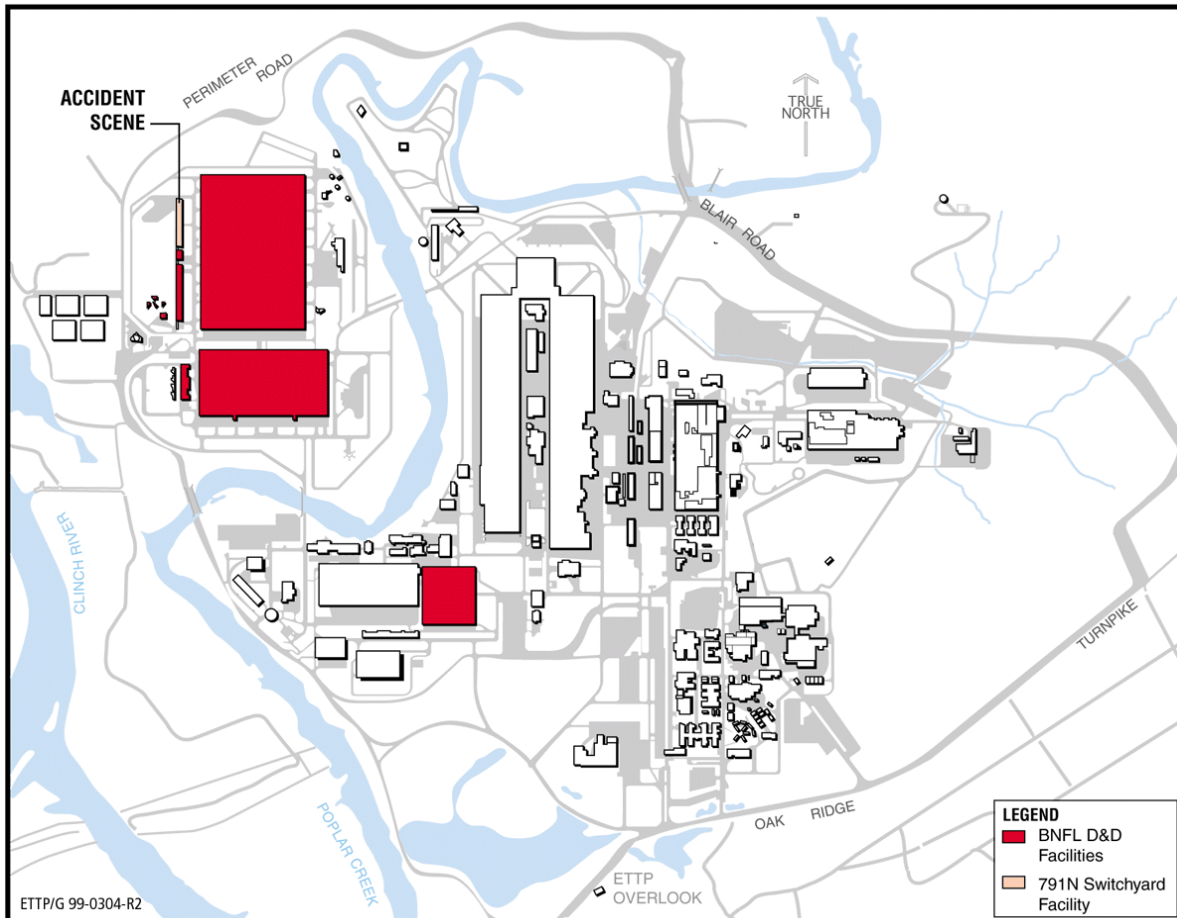 PERIMETER
ROAD
ACCIDENT
SCENE
TRUE
NORTH
BLAIR ROAD
CLINCH RIVER
TURNPIKE
POPLAR CREEK
OAK RIDGE
ETTP
OVERLOOK
LEGEND
BNFL D&D
Facilities
791N Switchyard
Facility
ETTP/G 99-0304-R2